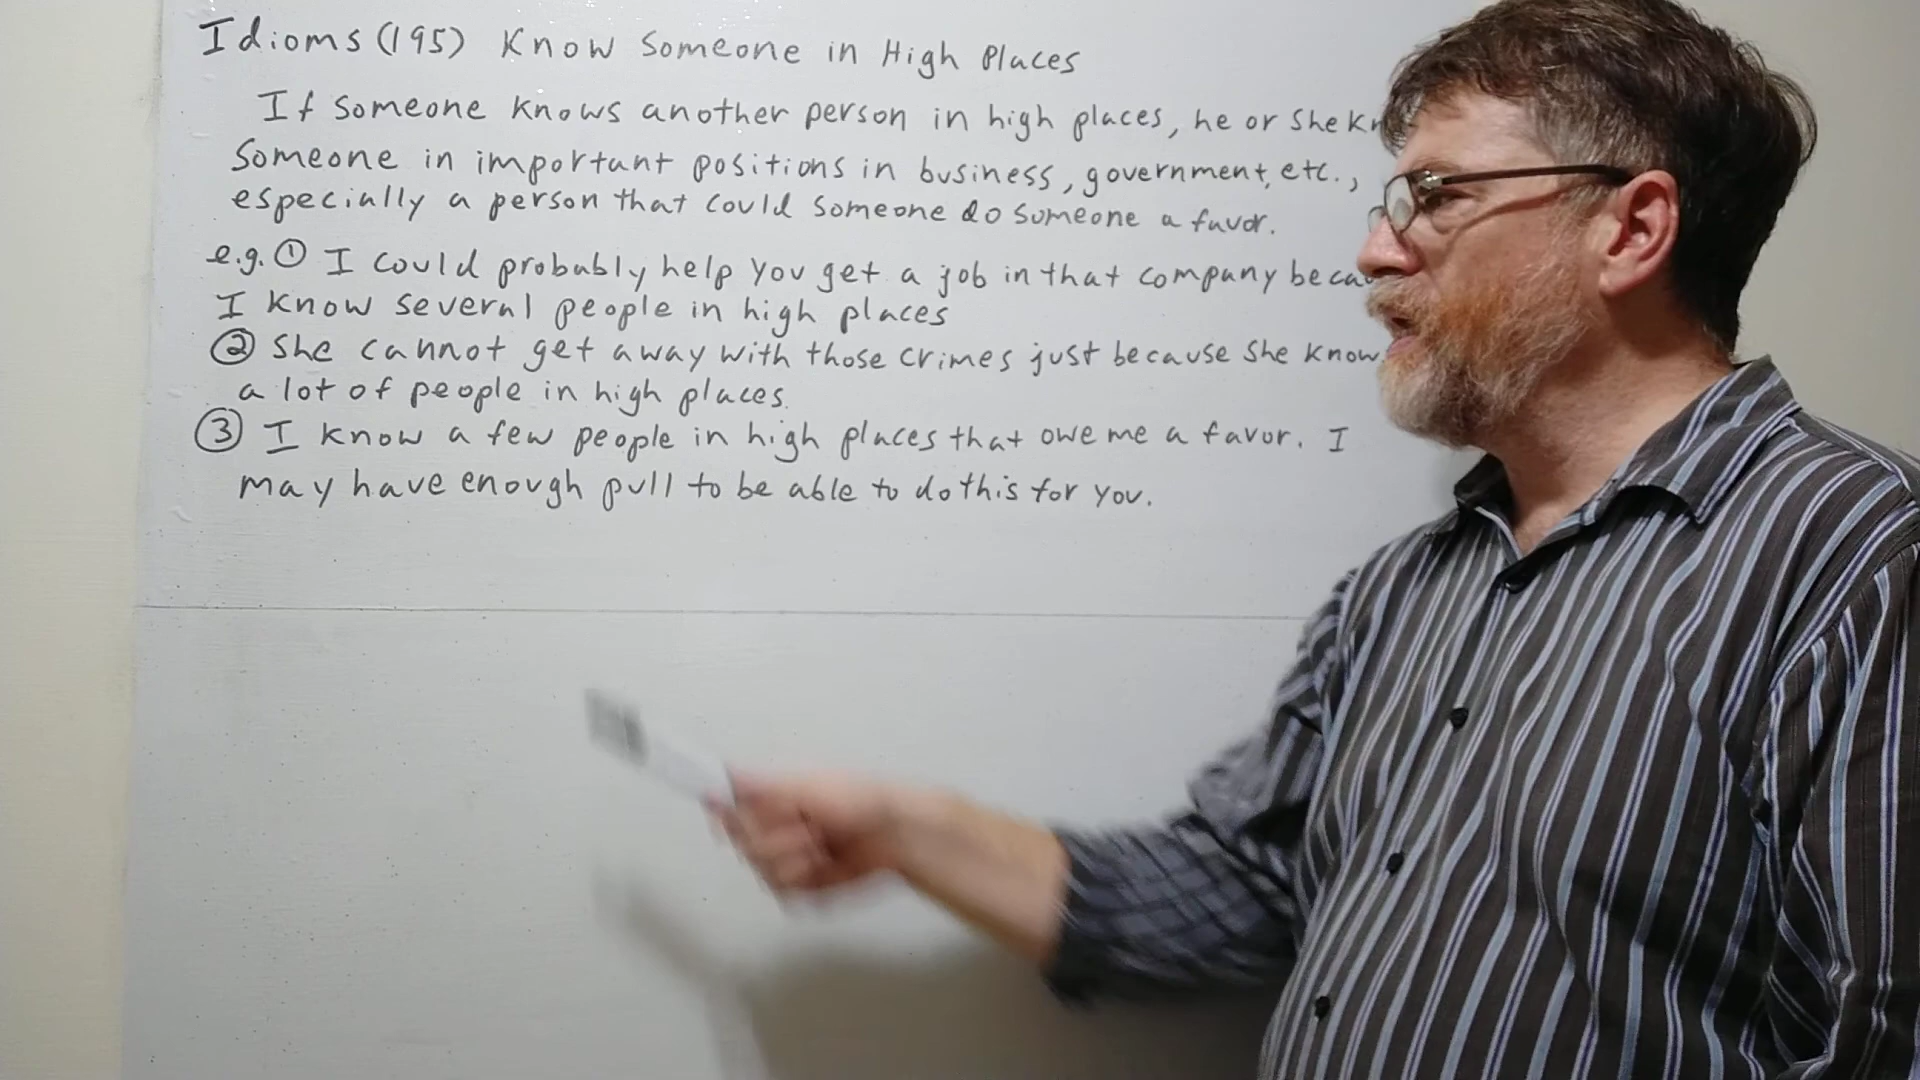 Idioms (195) Know Someone in High Places
If someone knows another person in high places, he or she
Someone in important positions in business, government, etc.,
especially a person that could someone do someone a favor.
e.g. ① I could probably help you get a job in that company
I know several people in high places
② She cannot get away with those crimes just because she know
a lot of people in high places.
③ I know a few people in high places that owe me a favor. I
may have enough pull to be able to do this for you.